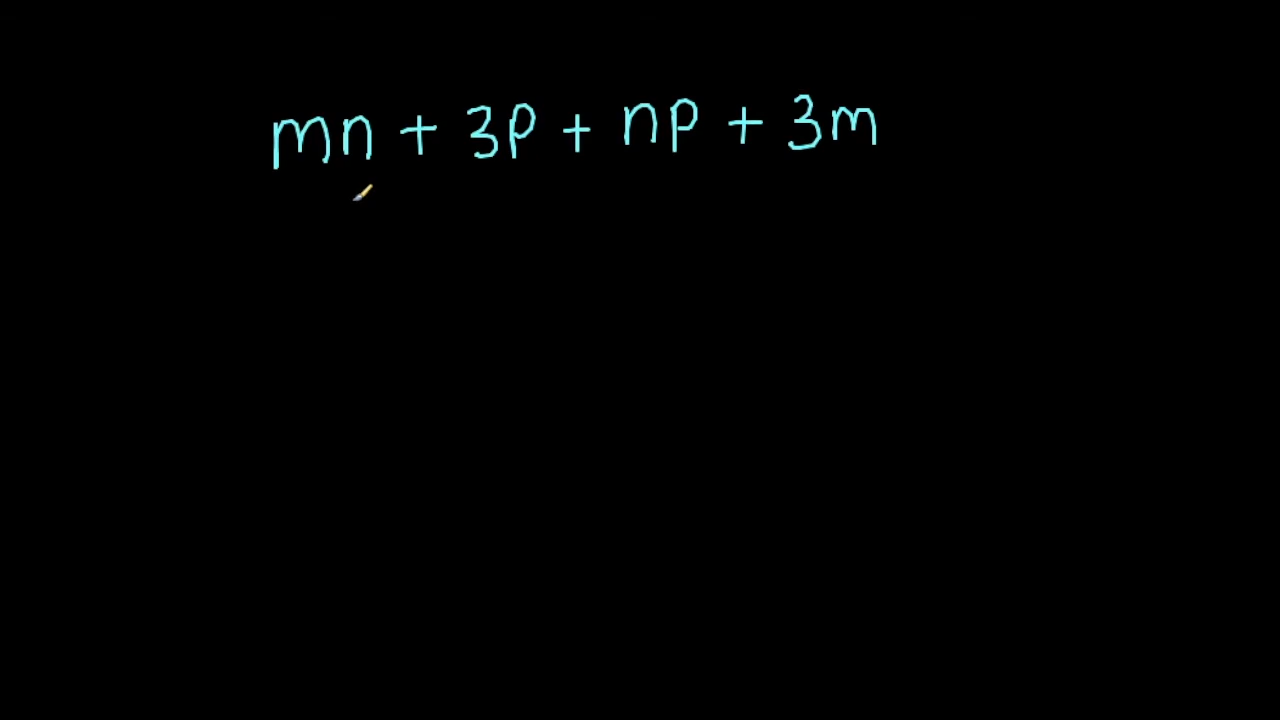 mn + 3p + np + 3m